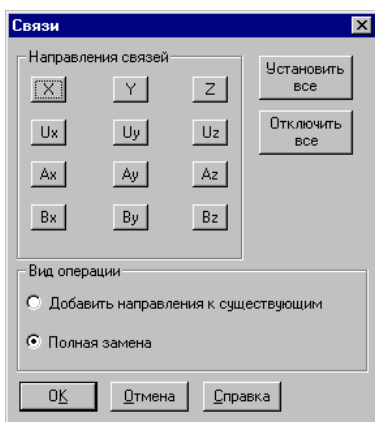 Связи
Направления связей
X Y Z
Ux Uy Uz
Ax Ay Az
Bx By Bz
Установить
все
Отключить
все
Вид операции
Добавить направления к существующим
Полная замена
OK Отмена Справка